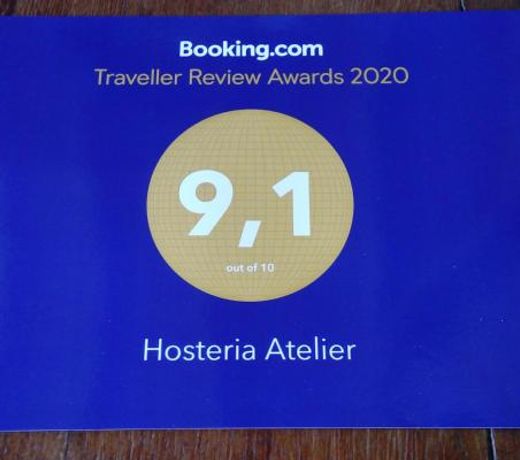 Booking.com
Traveller Review Awards 2020
9,1
out of 10
Hosteria Atelier